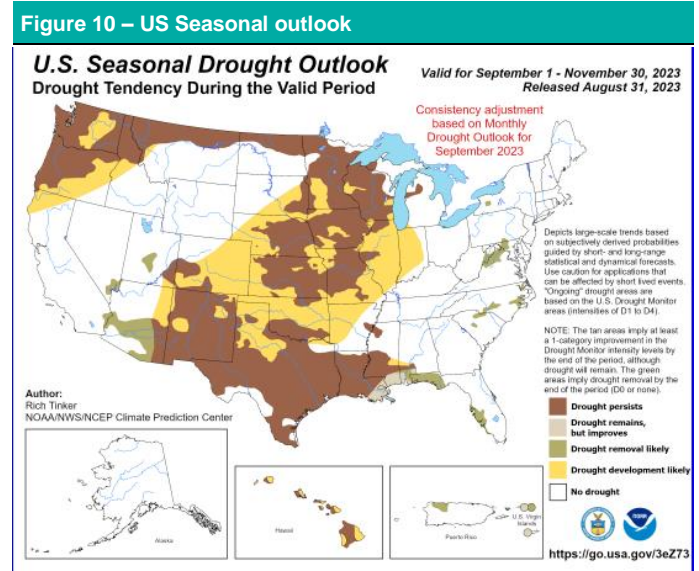 Figure 10 – US Seasonal outlook
U.S. Seasonal Drought Outlook
Drought Tendency During the Valid Period
Valid for September 1 - November 30, 2023
Released August 31, 2023
Consistency adjustment
based on Monthly
Drought Outlook for
September 2023
Depicts large-scale trends based
on subjectively derived probabilities
guided by short- and long-range
statistical and dynamical forecasts.
Use caution for applications that
can be affected by short lived events.
"Ongoing" drought areas are
based on the U.S. Drought Monitor
areas (intensities of D1 to D4).
NOTE: The tan areas imply at least
a 1-category improvement in the
Drought Monitor intensity levels by
the end of the period, although
drought will remain. The green
areas imply drought removal by the
end of the period (D0 or none).
Author:
Rich Tinker
NOAA/NWS/NCEP Climate Prediction Center
Drought persists
Drought remains,
but improves
Drought removal likely
Drought development likely
No drought
Alaska
Hawaii
Puerto Rico
U.S. Virgin
Islands
noaa
https://go.usa.gov/3eZ73